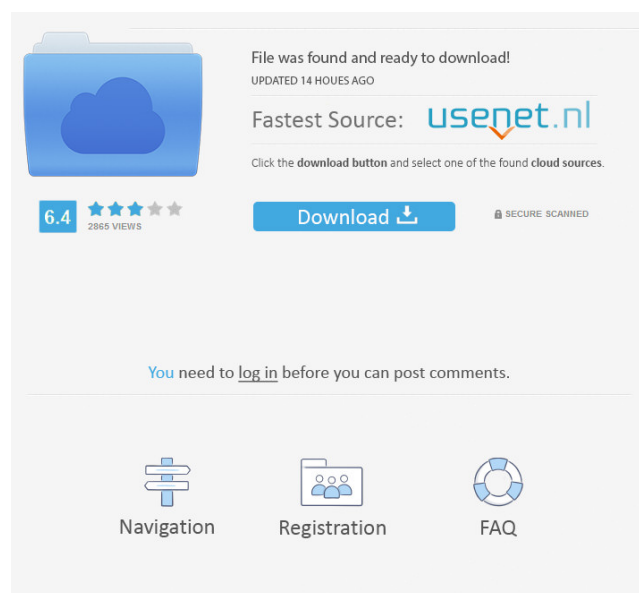 File was found and ready to download!
UPDATED 14 HOUES AGO
Fastest Source: usenet.nl
Click the download button and select one of the found cloud sources.
6.4
2865 VIEWS
Download
SECURE SCANNED
You need to log in before you can post comments.
Navigation
Registration
FAQ